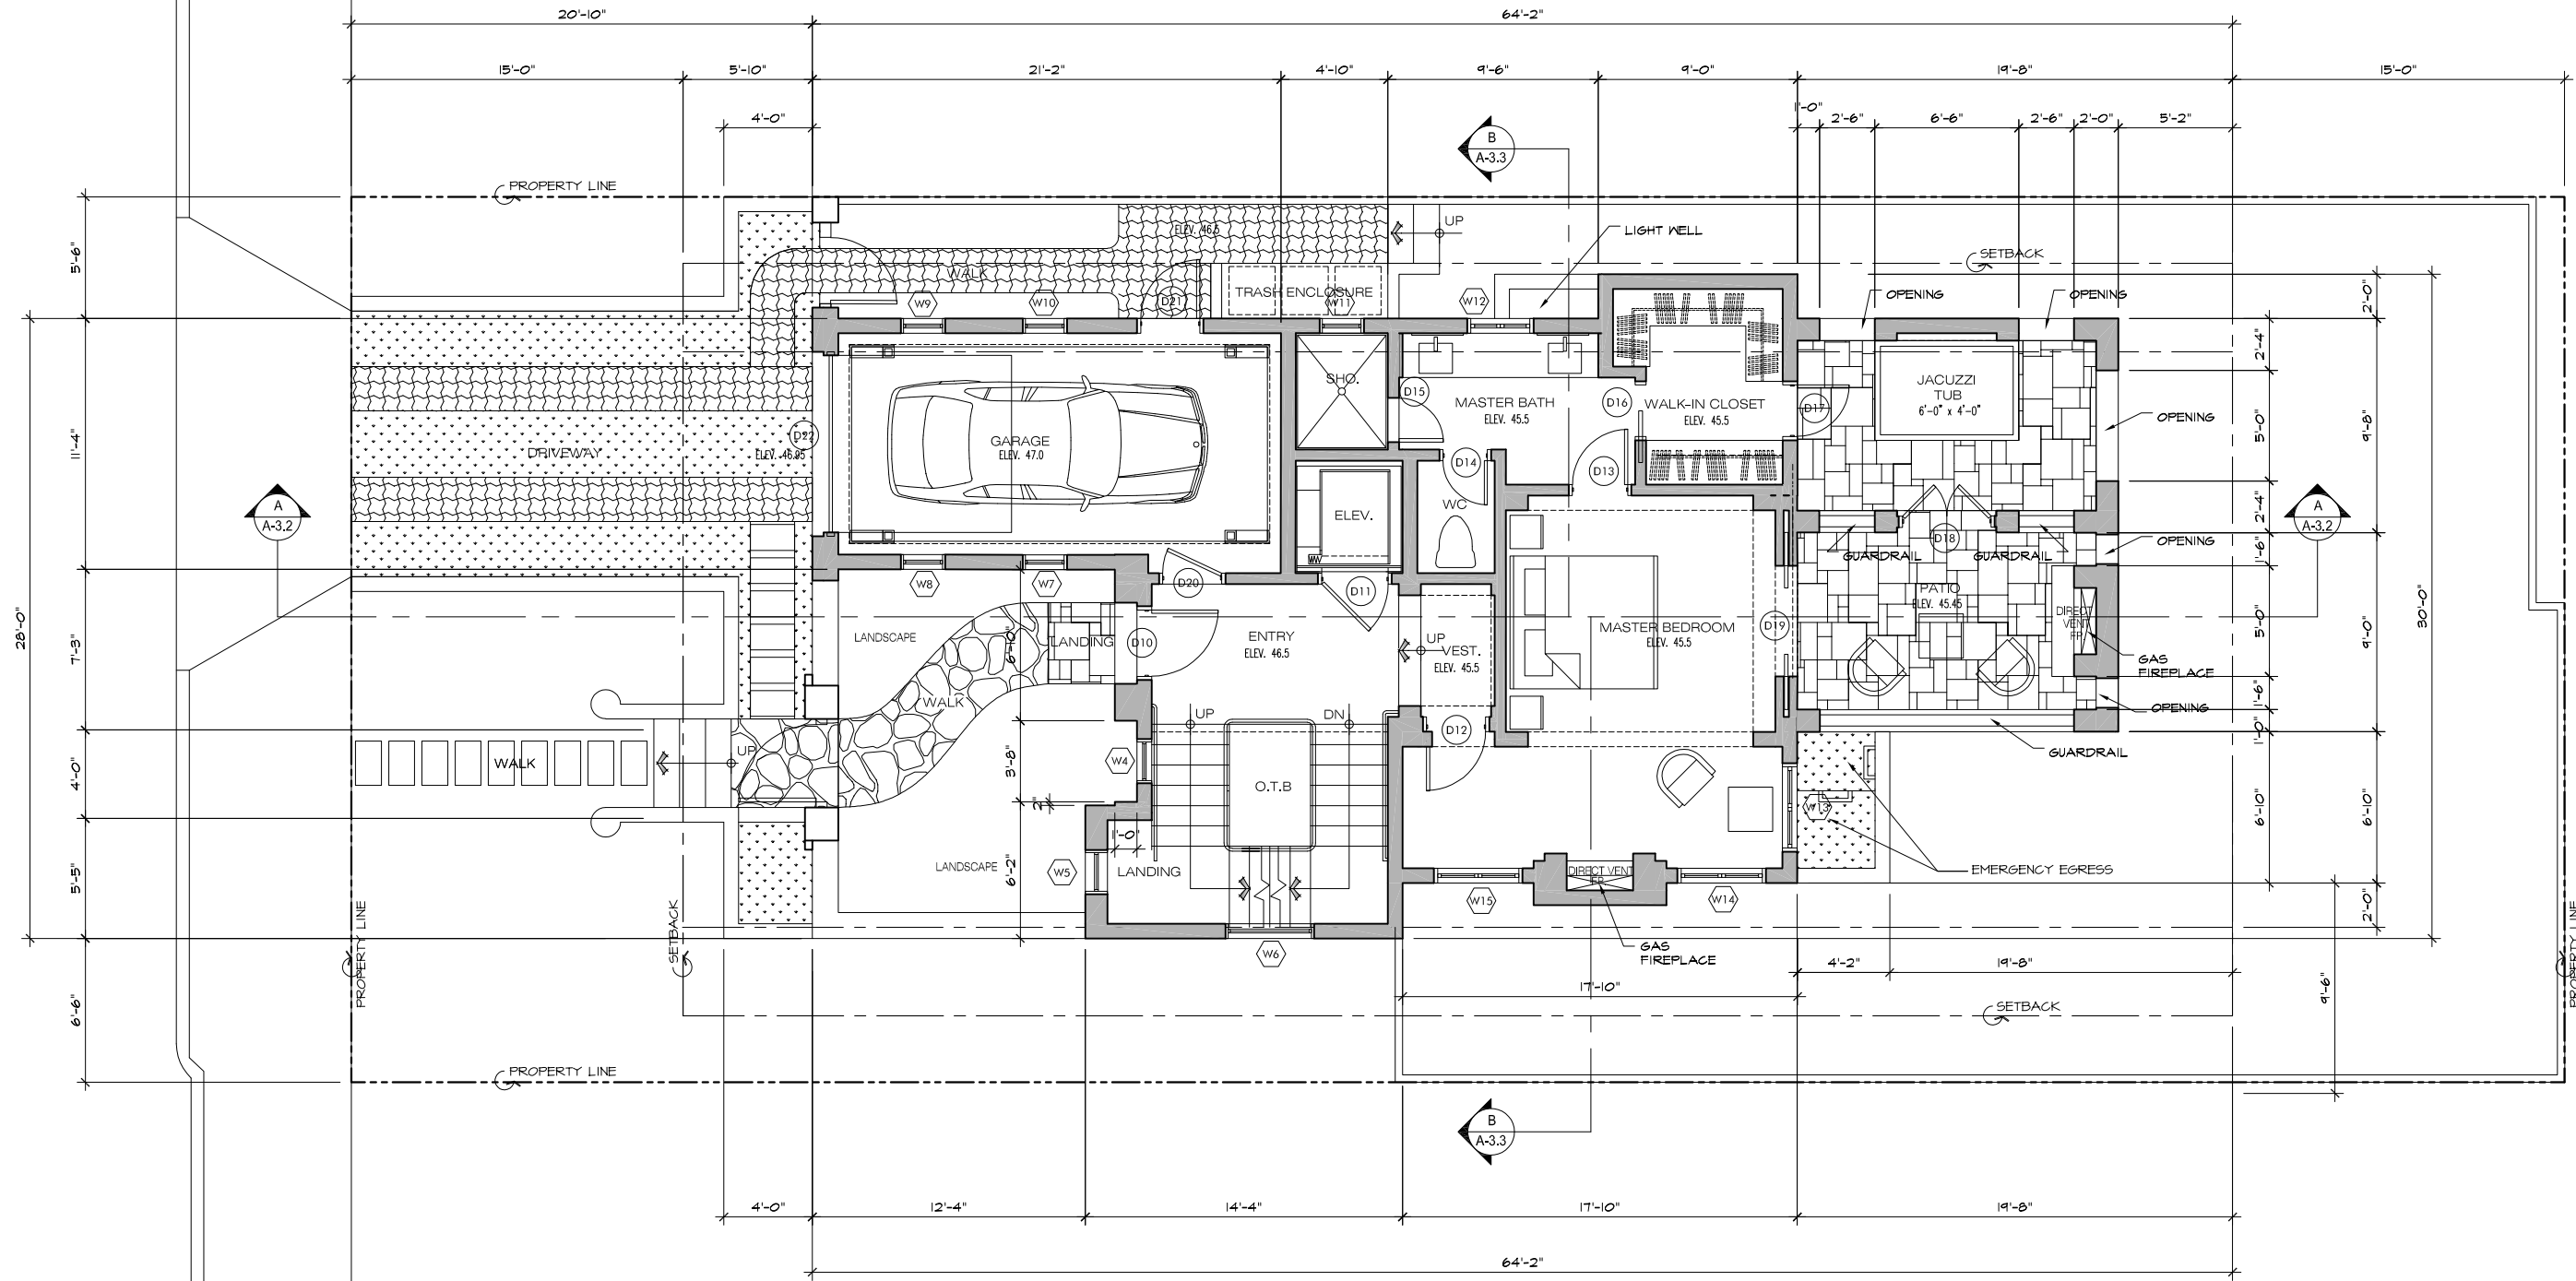 20'-10"
64'-2"
15'-0"
5'-10"
21'-2"
4'-10"
9'-6"
9'-0"
19'-8"
15'-0"
4'-0"
1'-0"
2'-6"
6'-6"
2'-6"
2'-0"
5'-2"
B
A-3.3
PROPERTY LINE
UP
ELEV. 46.5
LIGHT WELL
SETBACK
5'-6"
WALK
TRASH ENCLOSURE
OPENING
OPENING
2'-0"
W9
W10
D21
W11
W12
2'-4"
SHO.
JACUZZI
TUB
6'-0" x 4'-0"
D15
MASTER BATH
ELEV. 45.5
D16
WALK-IN CLOSET
ELEV. 45.5
D17
OPENING
5'-0"
9'-8"
11'-4"
DRIVEWAY
ELEV. 46.95
D22
GARAGE
ELEV. 47.0
D14
D13
WC
ELEV.
A
A-3.2
A
A-3.2
2'-4"
D18
GUARDRAIL
GUARDRAIL
OPENING
1'-6"
W8
W7
D20
D11
PATIO
ELEV. 45.45
DIRECT
VENT
FP.
5'-0"
28'-0"
30'-0"
9'-0"
7'-3"
LANDSCAPE
6'-10"
LANDING
D10
ENTRY
ELEV. 46.5
UP
VEST.
ELEV. 45.5
MASTER BEDROOM
ELEV. 45.5
D19
GAS
FIREPLACE
WALK
UP
DN
D12
OPENING
1'-6"
1'-0"
GUARDRAIL
4'-0"
WALK
UP
W4
3'-8"
2"
O.T.B
W13
6'-10"
6'-10"
1'-0"
5'-5"
LANDSCAPE
6'-2"
W5
LANDING
DIRECT VENT
FP.
EMERGENCY EGRESS
W15
W14
2'-0"
PROPERTY LINE
SETBACK
W6
GAS
FIREPLACE
4'-2"
19'-8"
PROPERTY LINE
17'-10"
9'-6"
6'-6"
SETBACK
PROPERTY LINE
B
A-3.3
4'-0"
12'-4"
14'-4"
17'-10"
19'-8"
64'-2"